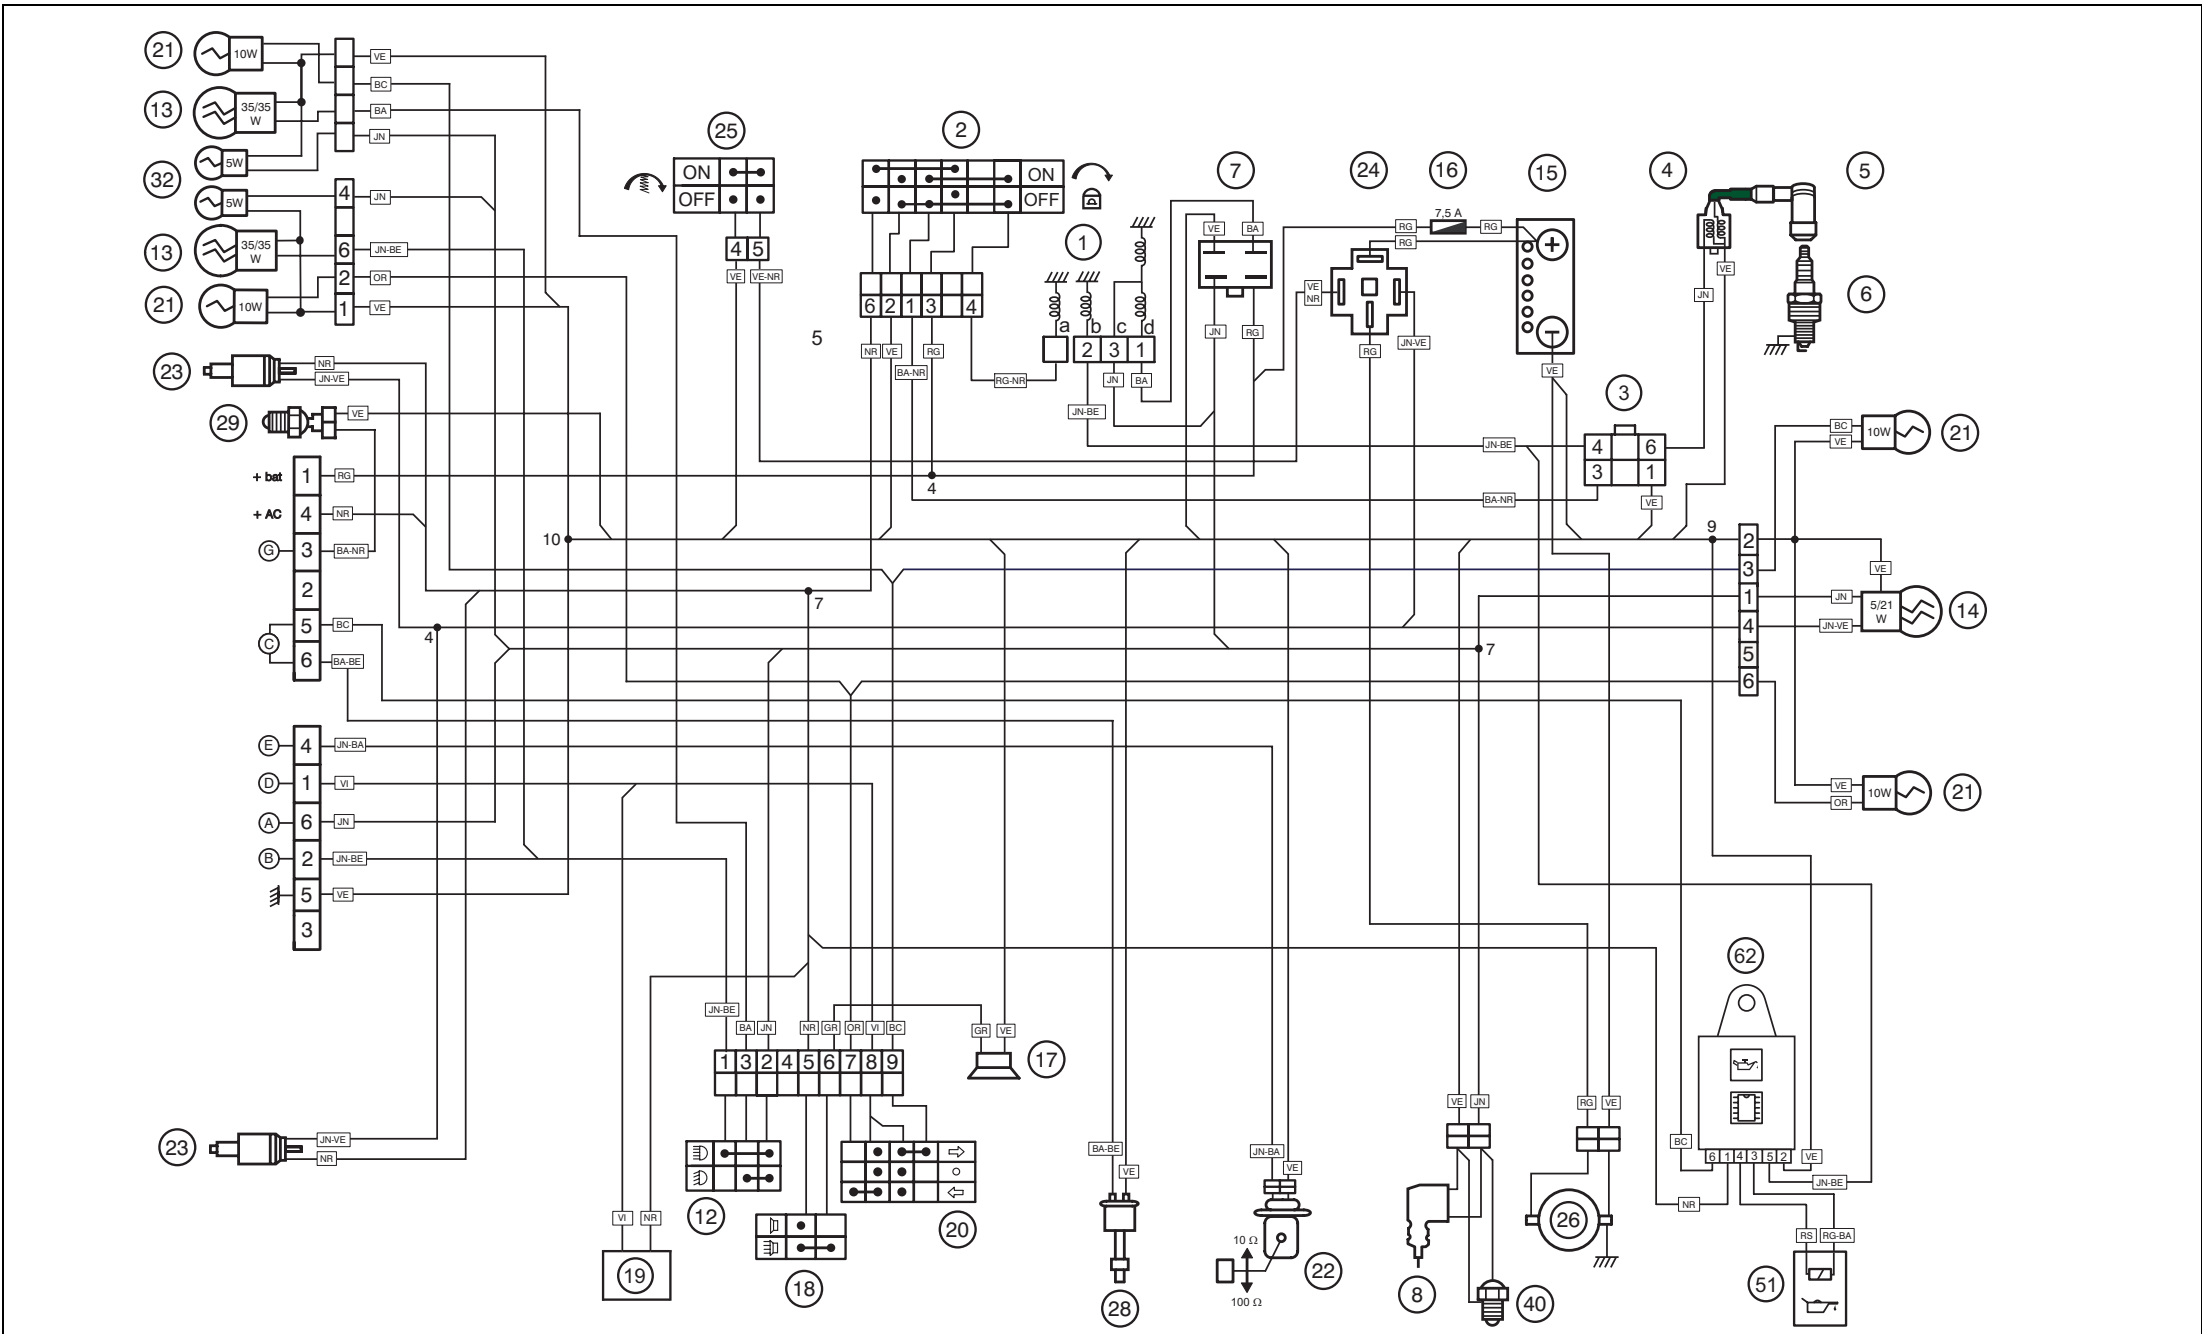 21 10W VE
BC
13 35/35 W BA
JN
5W
32
5W 4 JN
13 35/35 W 6 JN-BE
2 OR
21 10W 1 VE
25
ON
OFF
4 5
VE VE-NR
2
ON
OFF
6 2 1 3 4
NR VE RG
BA-NR
RG-NR
5
1
a b c d
2 3 1
JN BA
JN-BE
7
VE BA
JN RG
24
RG
RG
VE NR
JN-VE
RG
16
7,5 A
RG
15
VE
4
VE
JN
5
6
3
4 6
3 1
JN-BE
BA-NR
VE
23 NR
JN-VE
29 VE
+ bat 1 RG
+ AC 4 NR
G 3 BA-NR
2
C 5 BC
6 BA-BE
4
10
4
7
7
9
2
3
1
4
5
6
BC
VE
10W 21
VE
JN
JN-VE
5/21 W 14
VE
OR
10W 21
E 4 JN-BA
D 1 VI
A 6 JN
B 2 JN-BE
5 VE
3
JN-BE
BA JN NR GR OR VI BC
1 3 2 4 5 6 7 8 9
GR VE
17
23 JN-VE
NR
VI NR
19
12
18
20
BA-BE
VE
28
JN-BA
VE
10 Ω
100 Ω
22
VE JN
8
40
RG VE
26
62
BC
6 1 4 3 5 2
VE
JN-BE
NR
RS RG-BA
51